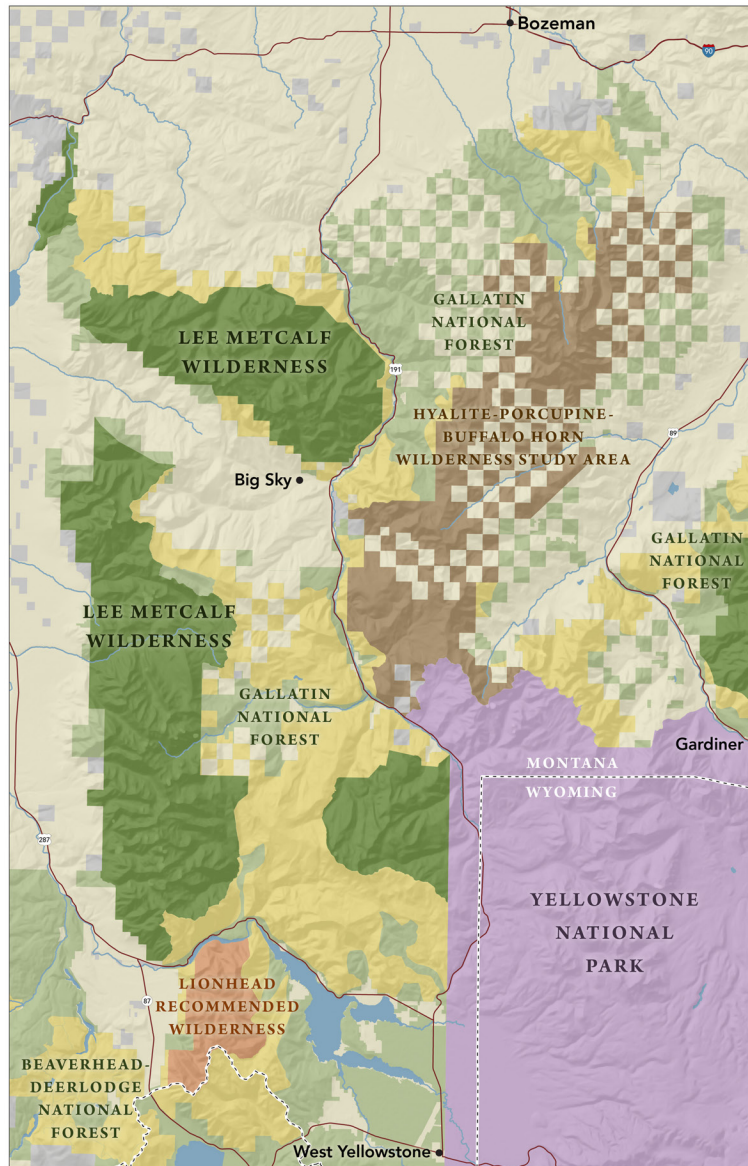 Bozeman
90
GALLATIN
NATIONAL
FOREST
LEE METCALF
WILDERNESS
191
HYALITE-PORCUPINE-
BUFFALO HORN
WILDERNESS STUDY AREA
89
Big Sky
GALLATIN
NATIONAL
FOREST
LEE METCALF
WILDERNESS
GALLATIN
NATIONAL
FOREST
Gardiner
MONTANA
WYOMING
287
YELLOWSTONE
NATIONAL
PARK
LIONHEAD
RECOMMENDED
WILDERNESS
87
BEAVERHEAD-
DEERLODGE
NATIONAL
FOREST
West Yellowstone